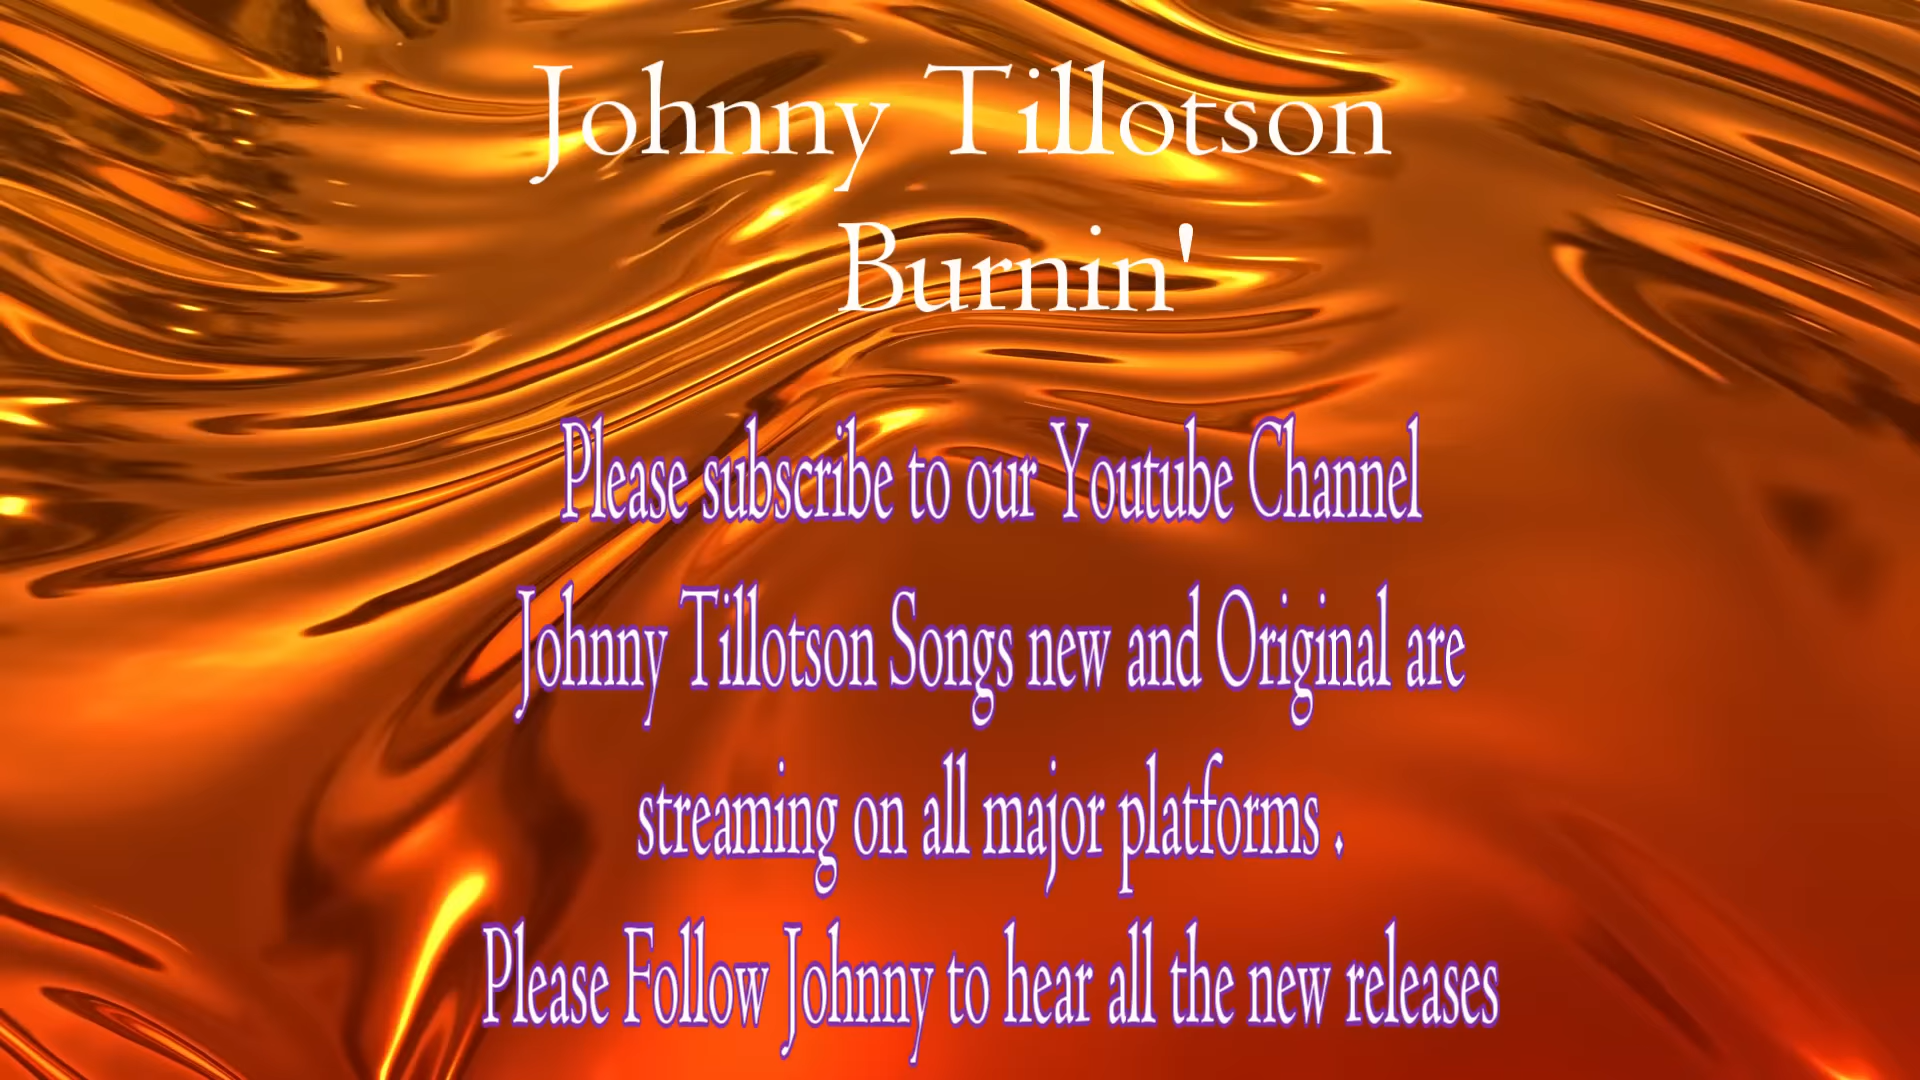 Johnny Tillotson
Burnin'
Please subscribe to our Youtube Channel
Johnny Tillotson Songs new and Original are
streaming on all major platforms .
Please Follow Johnny to hear all the new releases